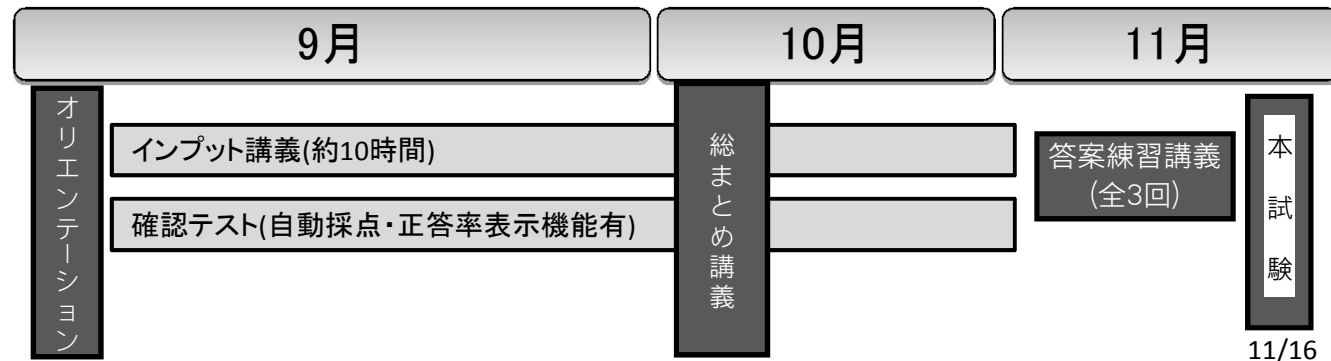 9月
10月
11月
オリエンテーション
インプット講義(約10時間)
確認テスト(自動採点・正答率表示機能有)
総まとめ講義
答案練習講義
(全3回)
本試験
11/16